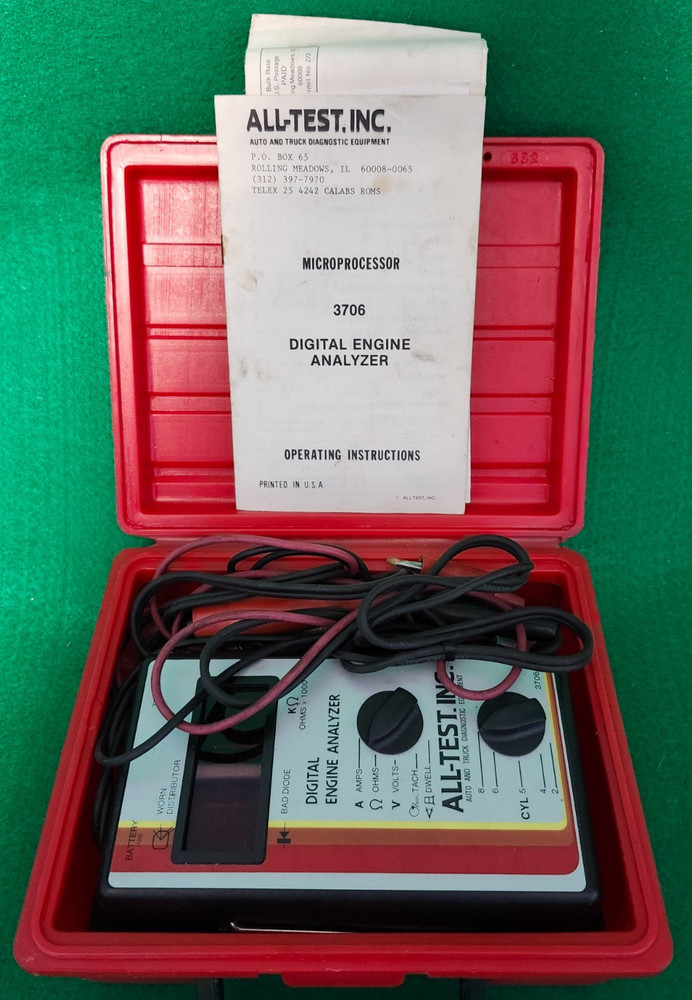 Bulk Rate
U.S. Postage
PAID
60008
ALL-TEST, INC.
AUTO AND TRUCK DIAGNOSTIC EQUIPMENT
P.O. BOX 65
ROLLING MEADOWS, IL 60008-0065
(312) 397-7970
TELEX 25 4242 CALABS ROMS
332
MICROPROCESSOR
3706
DIGITAL ENGINE
ANALYZER
OPERATING INSTRUCTIONS
PRINTED IN U.S.A.
ALL TEST, INC.
KΩ
OHMS x 1000
WORN
DISTRIBUTOR
BATTERY
BAD DIODE
DIGITAL
ENGINE ANALYZER
A AMPS
Ω OHMS
V VOLTS
TACH
DWELL
ALL-TEST, INC.
AUTO AND TRUCK DIAGNOSTIC
3706
8
6
CYL 5
4
2